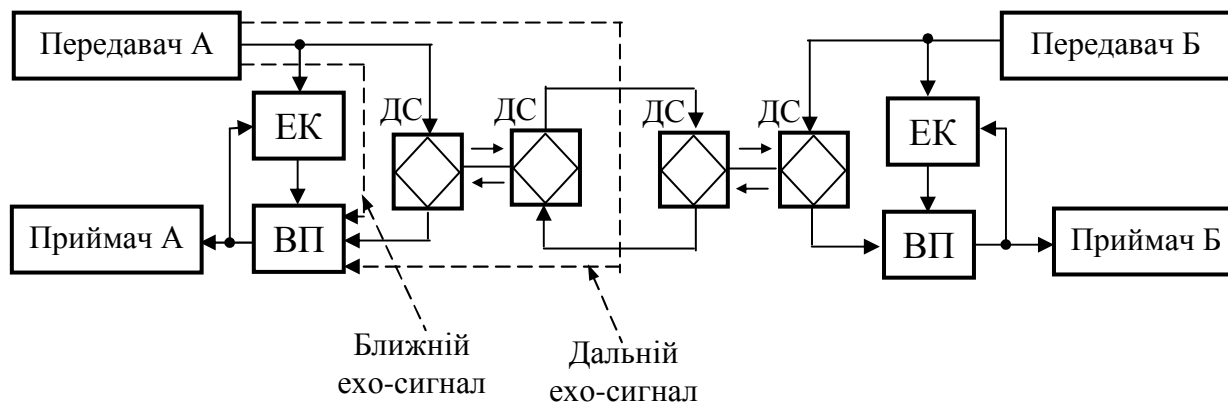 Передавач А
Передавач Б
ДС ДС
ДС ДС
ЕК
ЕК
Приймач А
ВП
ВП
Приймач Б
Ближній
ехо-сигнал
Дальній
ехо-сигнал